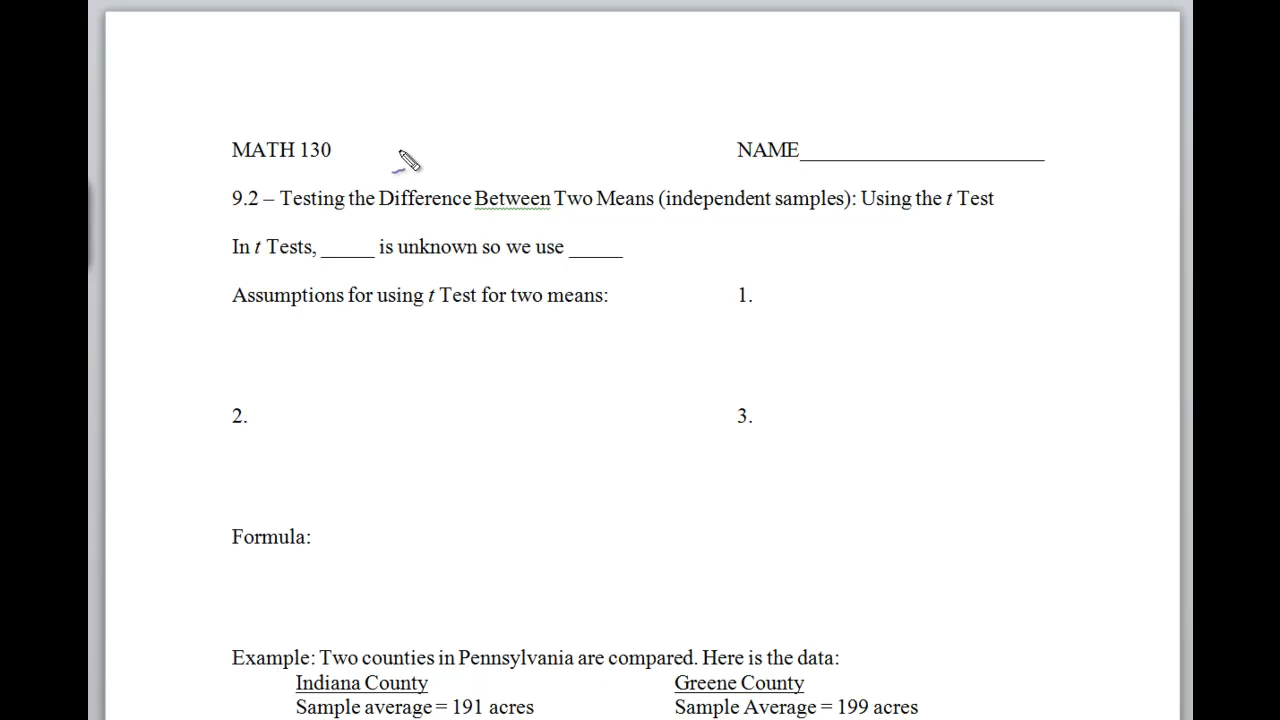 MATH 130 NAME______________________
9.2 – Testing the Difference Between Two Means (independent samples): Using the t Test
In t Tests, _____ is unknown so we use _____
Assumptions for using t Test for two means: 1.
2. 3.
Formula:
Example: Two counties in Pennsylvania are compared. Here is the data:
Indiana County Greene County
Sample average = 191 acres Sample Average = 199 acres